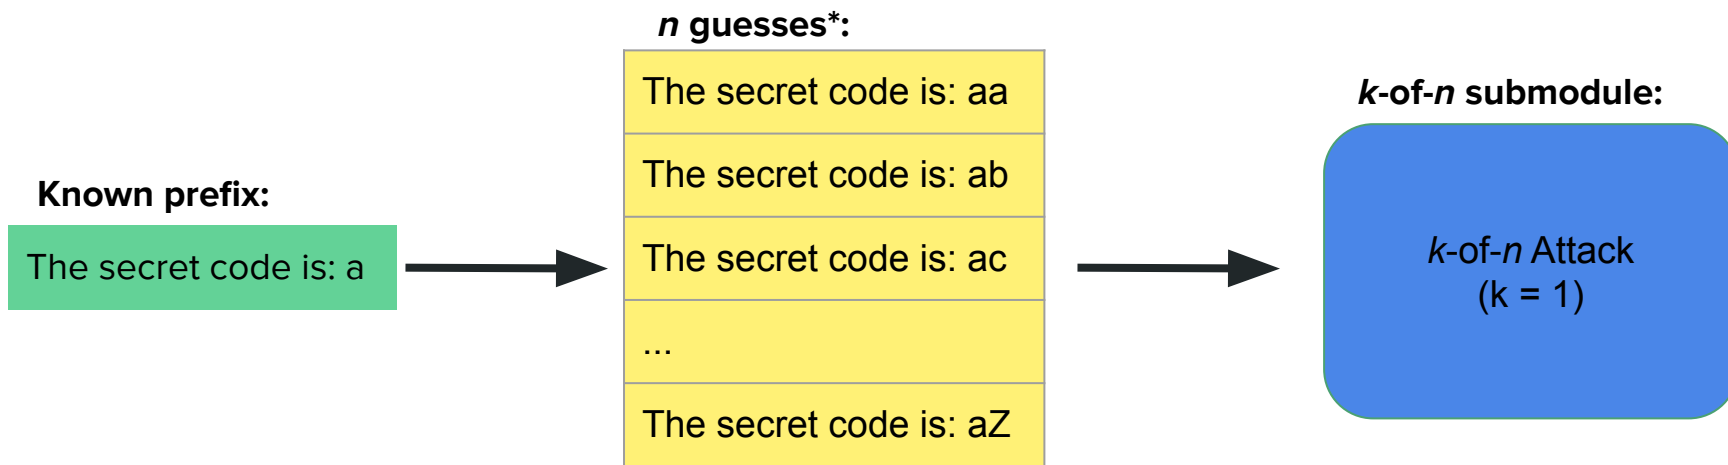 Known prefix:
The secret code is: a
n guesses*:
The secret code is: aa
The secret code is: ab
The secret code is: ac
...
The secret code is: aZ
k-of-n submodule:
k-of-n Attack
(k = 1)